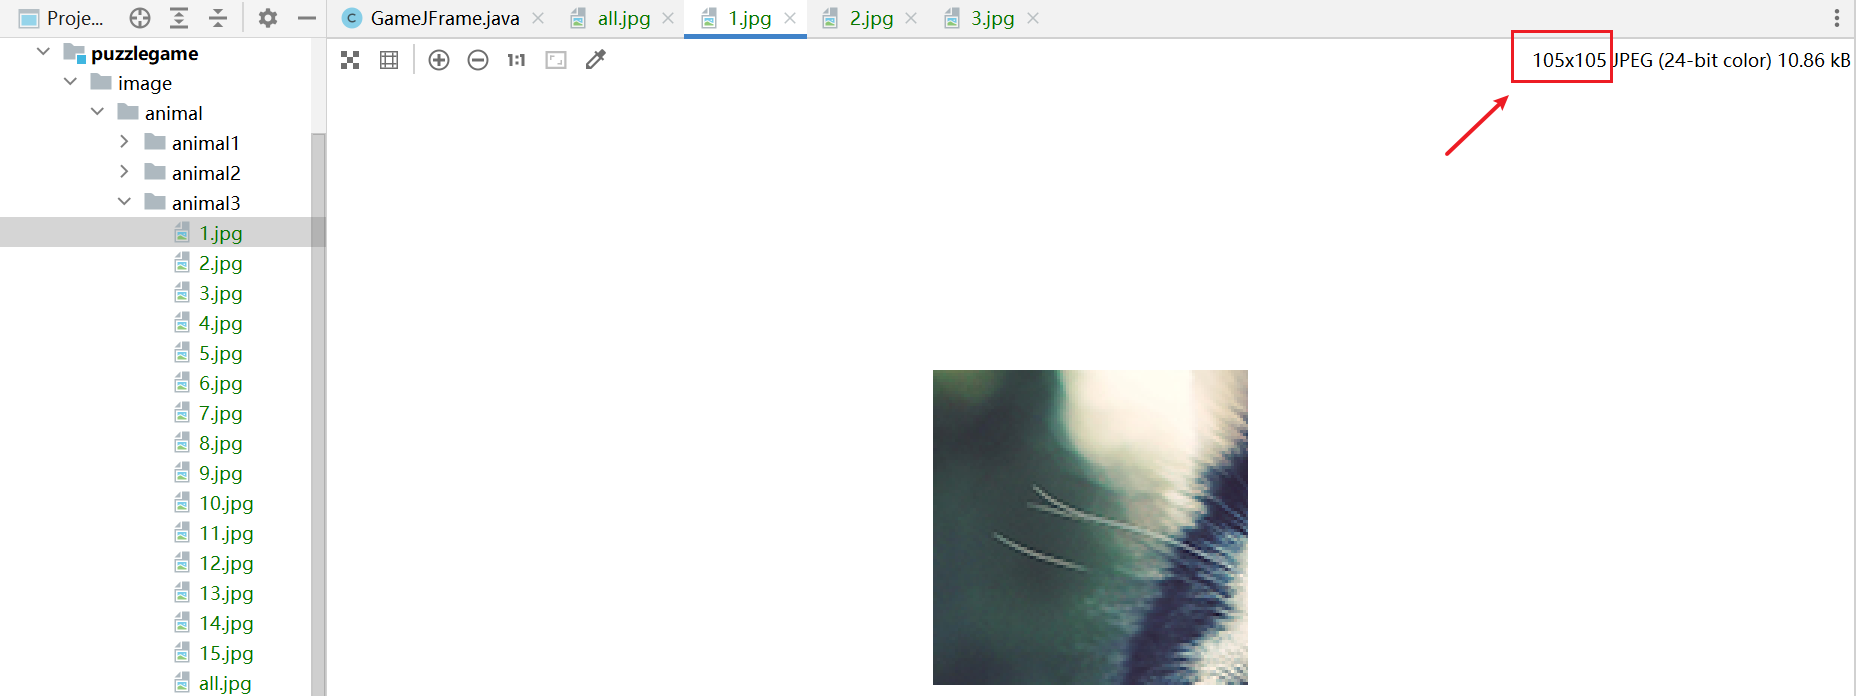 Proje...
GameJFrame.java
all.jpg
1.jpg
2.jpg
3.jpg
puzzlegame
1:1
105x105 JPEG (24-bit color) 10.86 kB
image
animal
animal1
animal2
animal3
1.jpg
2.jpg
3.jpg
4.jpg
5.jpg
6.jpg
7.jpg
8.jpg
9.jpg
10.jpg
11.jpg
12.jpg
13.jpg
14.jpg
15.jpg
all.jpg